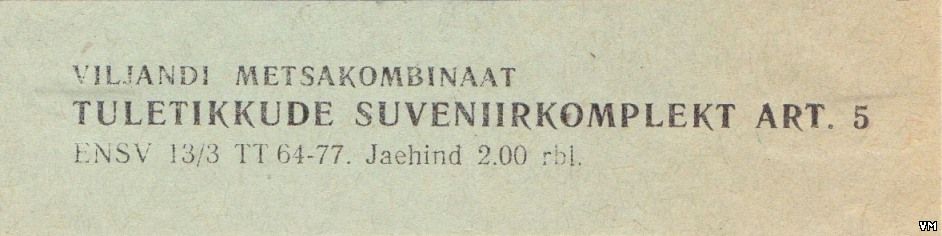 VILJANDI METSAKOMBINAAT
TULETIKKUDE SUVENIIRKOMPLEKT ART. 5
ENSV 13/3 TT 64-77. Jaehind 2.00 rbl.
VM